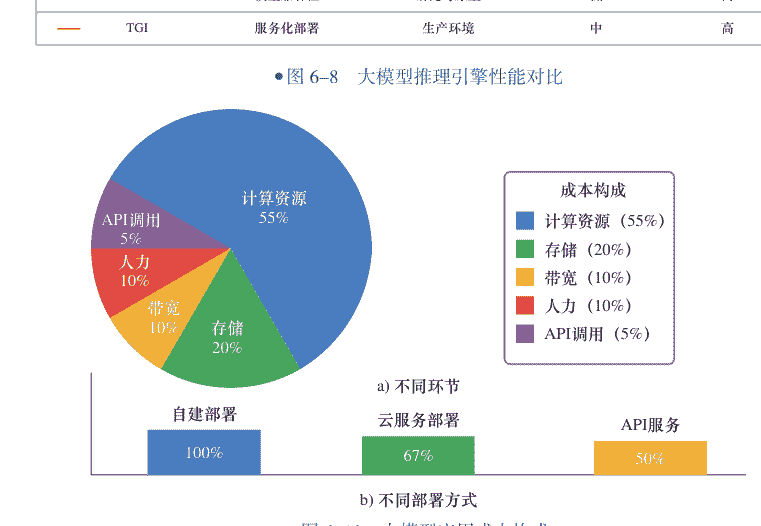 TGI 服务化部署 生产环境 中 高
图 6–8 大模型推理引擎性能对比
计算资源
55%
API调用
5%
人力
10%
带宽
10%
存储
20%
成本构成
计算资源（55%）
存储（20%）
带宽（10%）
人力（10%）
API调用（5%）
a) 不同环节
自建部署
云服务部署
API服务
100%
67%
50%
b) 不同部署方式